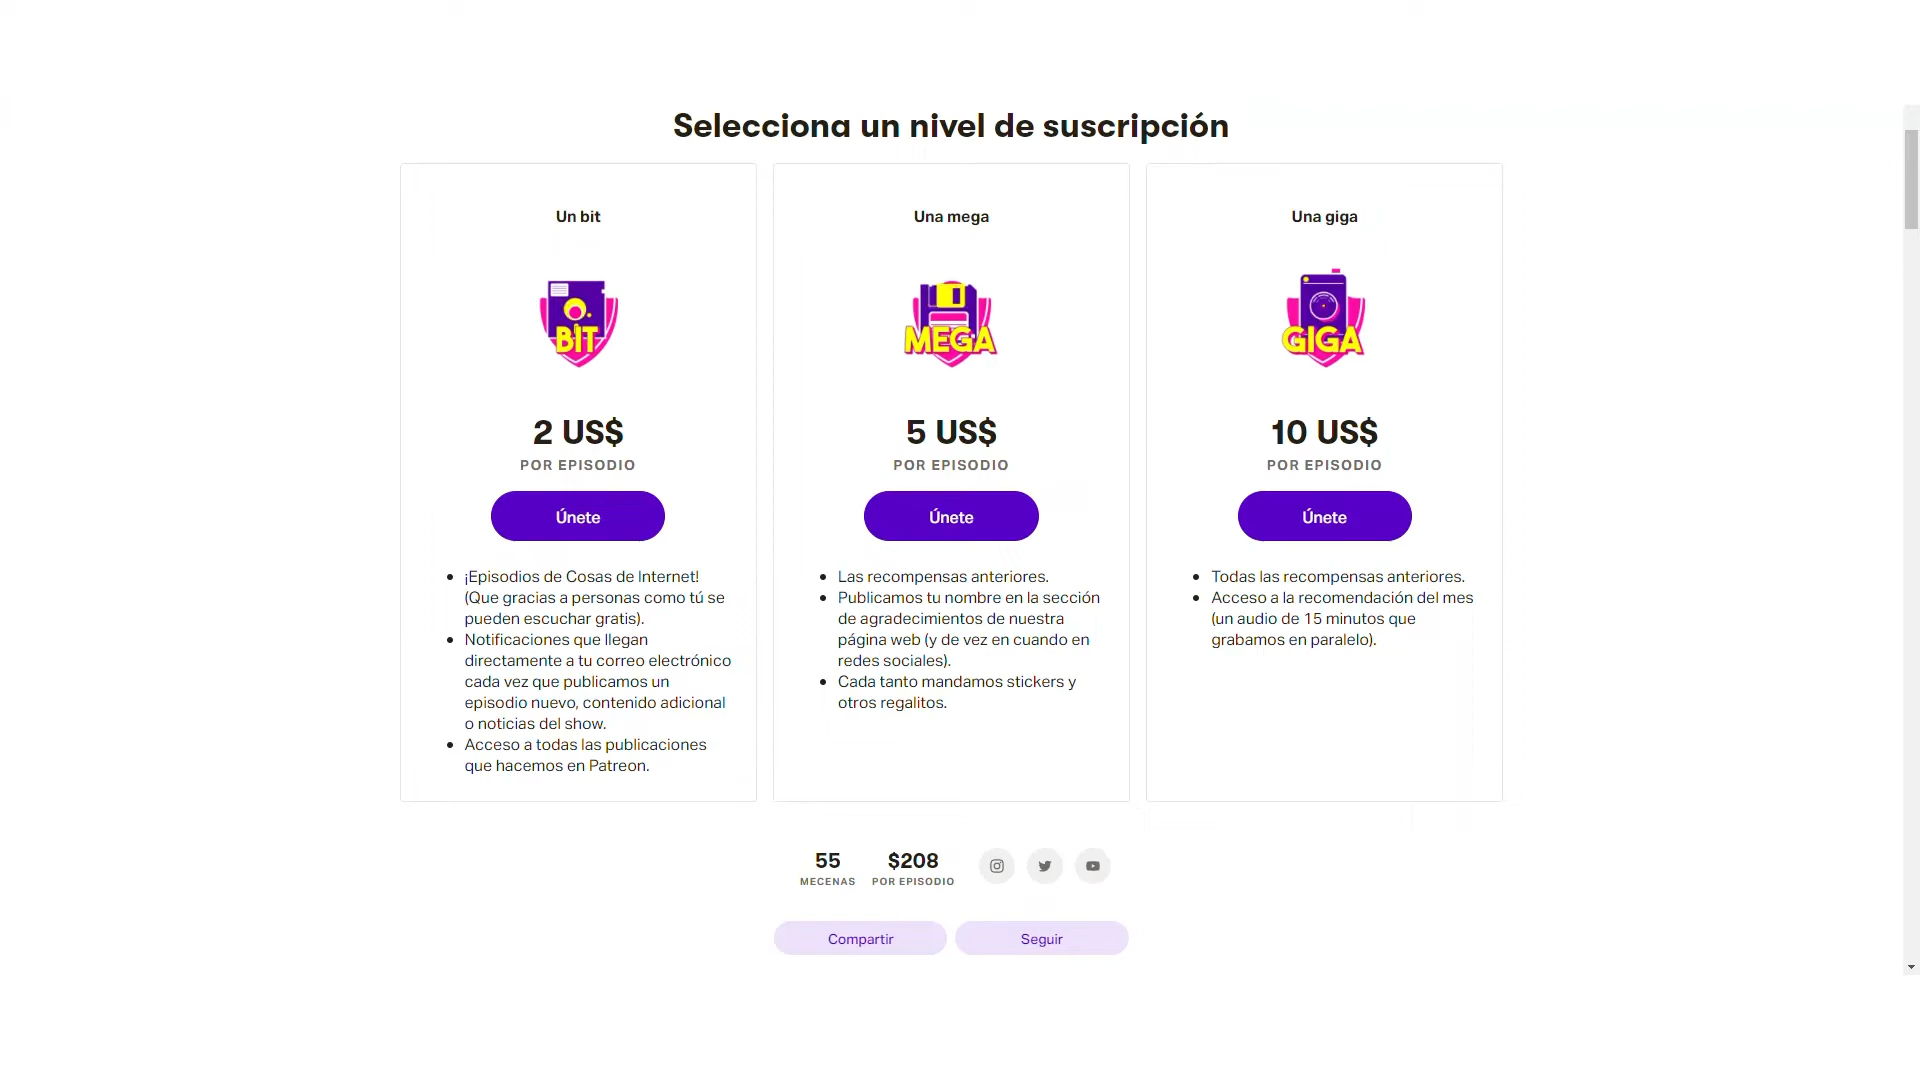 Selecciona un nivel de suscripción
Un bit
BIT
2 US$
POR EPISODIO
Únete
¡Episodios de Cosas de Internet!
(Que gracias a personas como tú se
pueden escuchar gratis).
Notificaciones que llegan
directamente a tu correo electrónico
cada vez que publicamos un
episodio nuevo, contenido adicional
o noticias del show.
Acceso a todas las publicaciones
que hacemos en Patreon.
Una mega
MEGA
5 US$
POR EPISODIO
Únete
Las recompensas anteriores.
Publicamos tu nombre en la sección
de agradecimientos de nuestra
página web (y de vez en cuando en
redes sociales).
Cada tanto mandamos stickers y
otros regalitos.
Una giga
GIGA
10 US$
POR EPISODIO
Únete
Todas las recompensas anteriores.
Acceso a la recomendación del mes
(un audio de 15 minutos que
grabamos en paralelo).
55
MECENAS
$208
POR EPISODIO
Compartir
Seguir